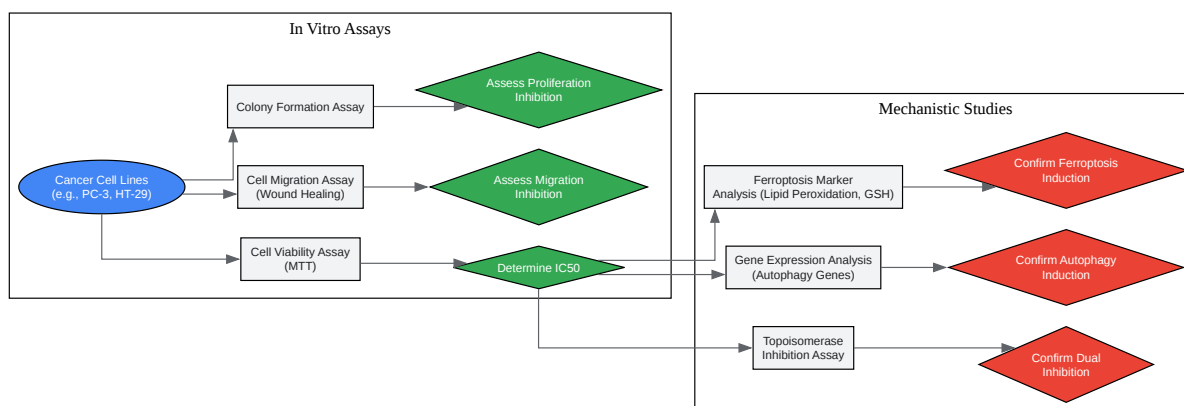 In Vitro Assays
Assess Proliferation
Inhibition
Colony Formation Assay
Cancer Cell Lines
(e.g., PC-3, HT-29)
Cell Migration Assay
(Wound Healing)
Assess Migration
Inhibition
Cell Viability Assay
(MTT)
Determine IC50
Mechanistic Studies
Ferroptosis Marker
Analysis (Lipid Peroxidation, GSH)
Confirm Ferroptosis
Induction
Gene Expression Analysis
(Autophagy Genes)
Confirm Autophagy
Induction
Topoisomerase
Inhibition Assay
Confirm Dual
Inhibition